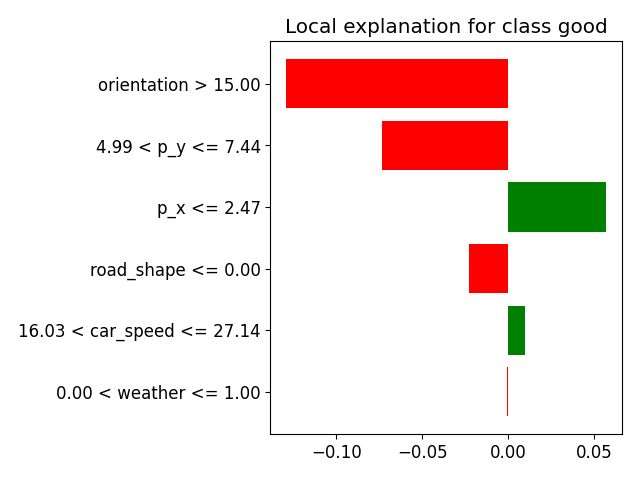 Local explanation for class good
orientation > 15.00
4.99 < p_y <= 7.44
p_x <= 2.47
road_shape <= 0.00
16.03 < car_speed <= 27.14
0.00 < weather <= 1.00
−0.10 −0.05 0.00 0.05